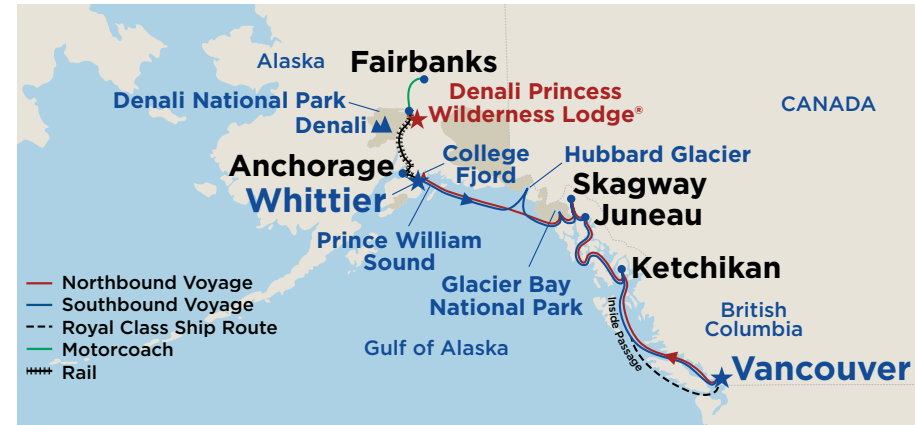 Alaska
Fairbanks
Denali National Park
Denali
Denali Princess
Wilderness Lodge®
CANADA
Anchorage
Whittier
College
Fjord
Hubbard Glacier
Skagway
Juneau
Prince William
Sound
Glacier Bay
National Park
Ketchikan
Northbound Voyage
Southbound Voyage
Royal Class Ship Route
Motorcoach
Rail
Gulf of Alaska
Inside Passage
British
Columbia
Vancouver